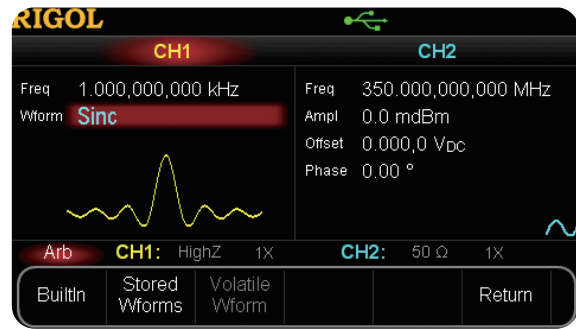 RIGOL
CH1 CH2
Freq 1.000,000,000 kHz
Wform Sinc
Freq 350.000,000,000 MHz
Ampl 0.0 mdBm
Offset 0.000,0 VDC
Phase 0.00 °
Arb CH1: HighZ 1X CH2: 50 Ω 1X
BuiltIn Stored Wforms Volatile Wform Return